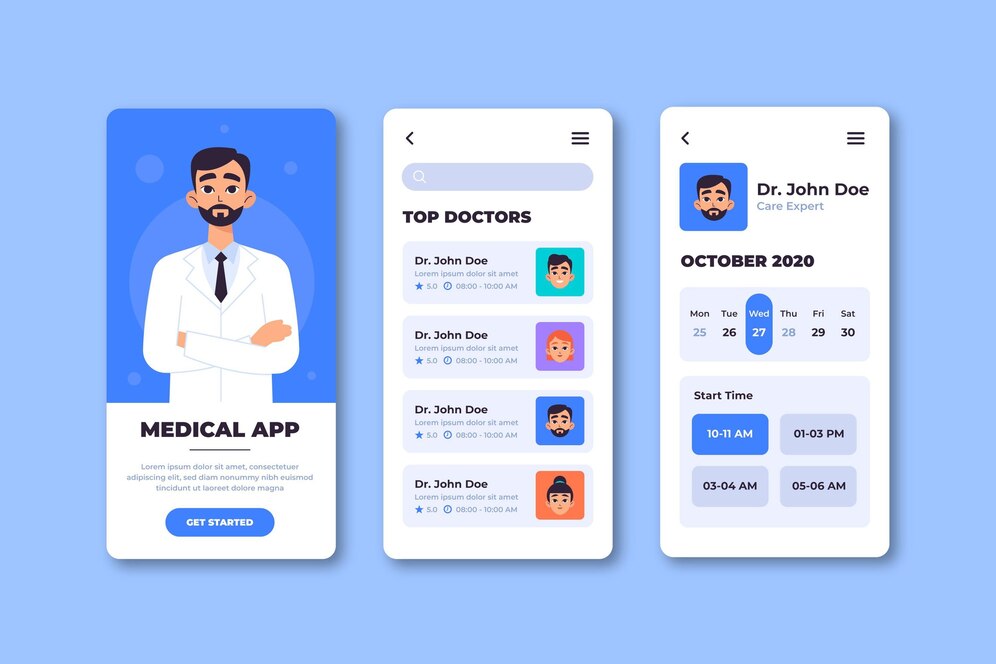 MEDICAL APP
Lorem ipsum dolor sit amet, consectetuer
adipiscing elit, sed diam nonummy nibh euismod
tincidunt ut laoreet dolore magna
GET STARTED
TOP DOCTORS
Dr. John Doe
Lorem ipsum dolor sit amet
5.0 08:00 - 10:00 AM
Dr. John Doe
Lorem ipsum dolor sit amet
5.0 08:00 - 10:00 AM
Dr. John Doe
Lorem ipsum dolor sit amet
5.0 08:00 - 10:00 AM
Dr. John Doe
Lorem ipsum dolor sit amet
5.0 08:00 - 10:00 AM
Dr. John Doe
Care Expert
OCTOBER 2020
Mon Tue Wed Thu Fri Sat
25 26 27 28 29 30
Start Time
10-11 AM 01-03 PM
03-04 AM 05-06 AM